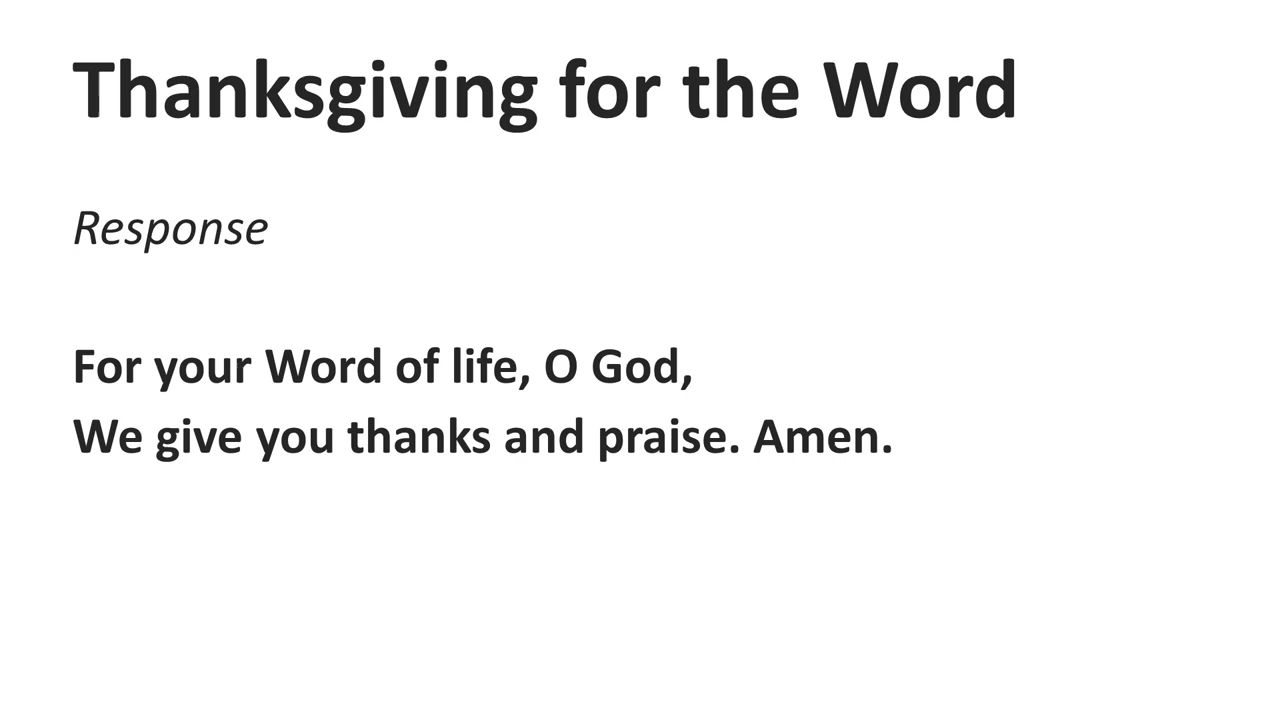 Thanksgiving for the Word
Response
For your Word of life, O God,
We give you thanks and praise. Amen.